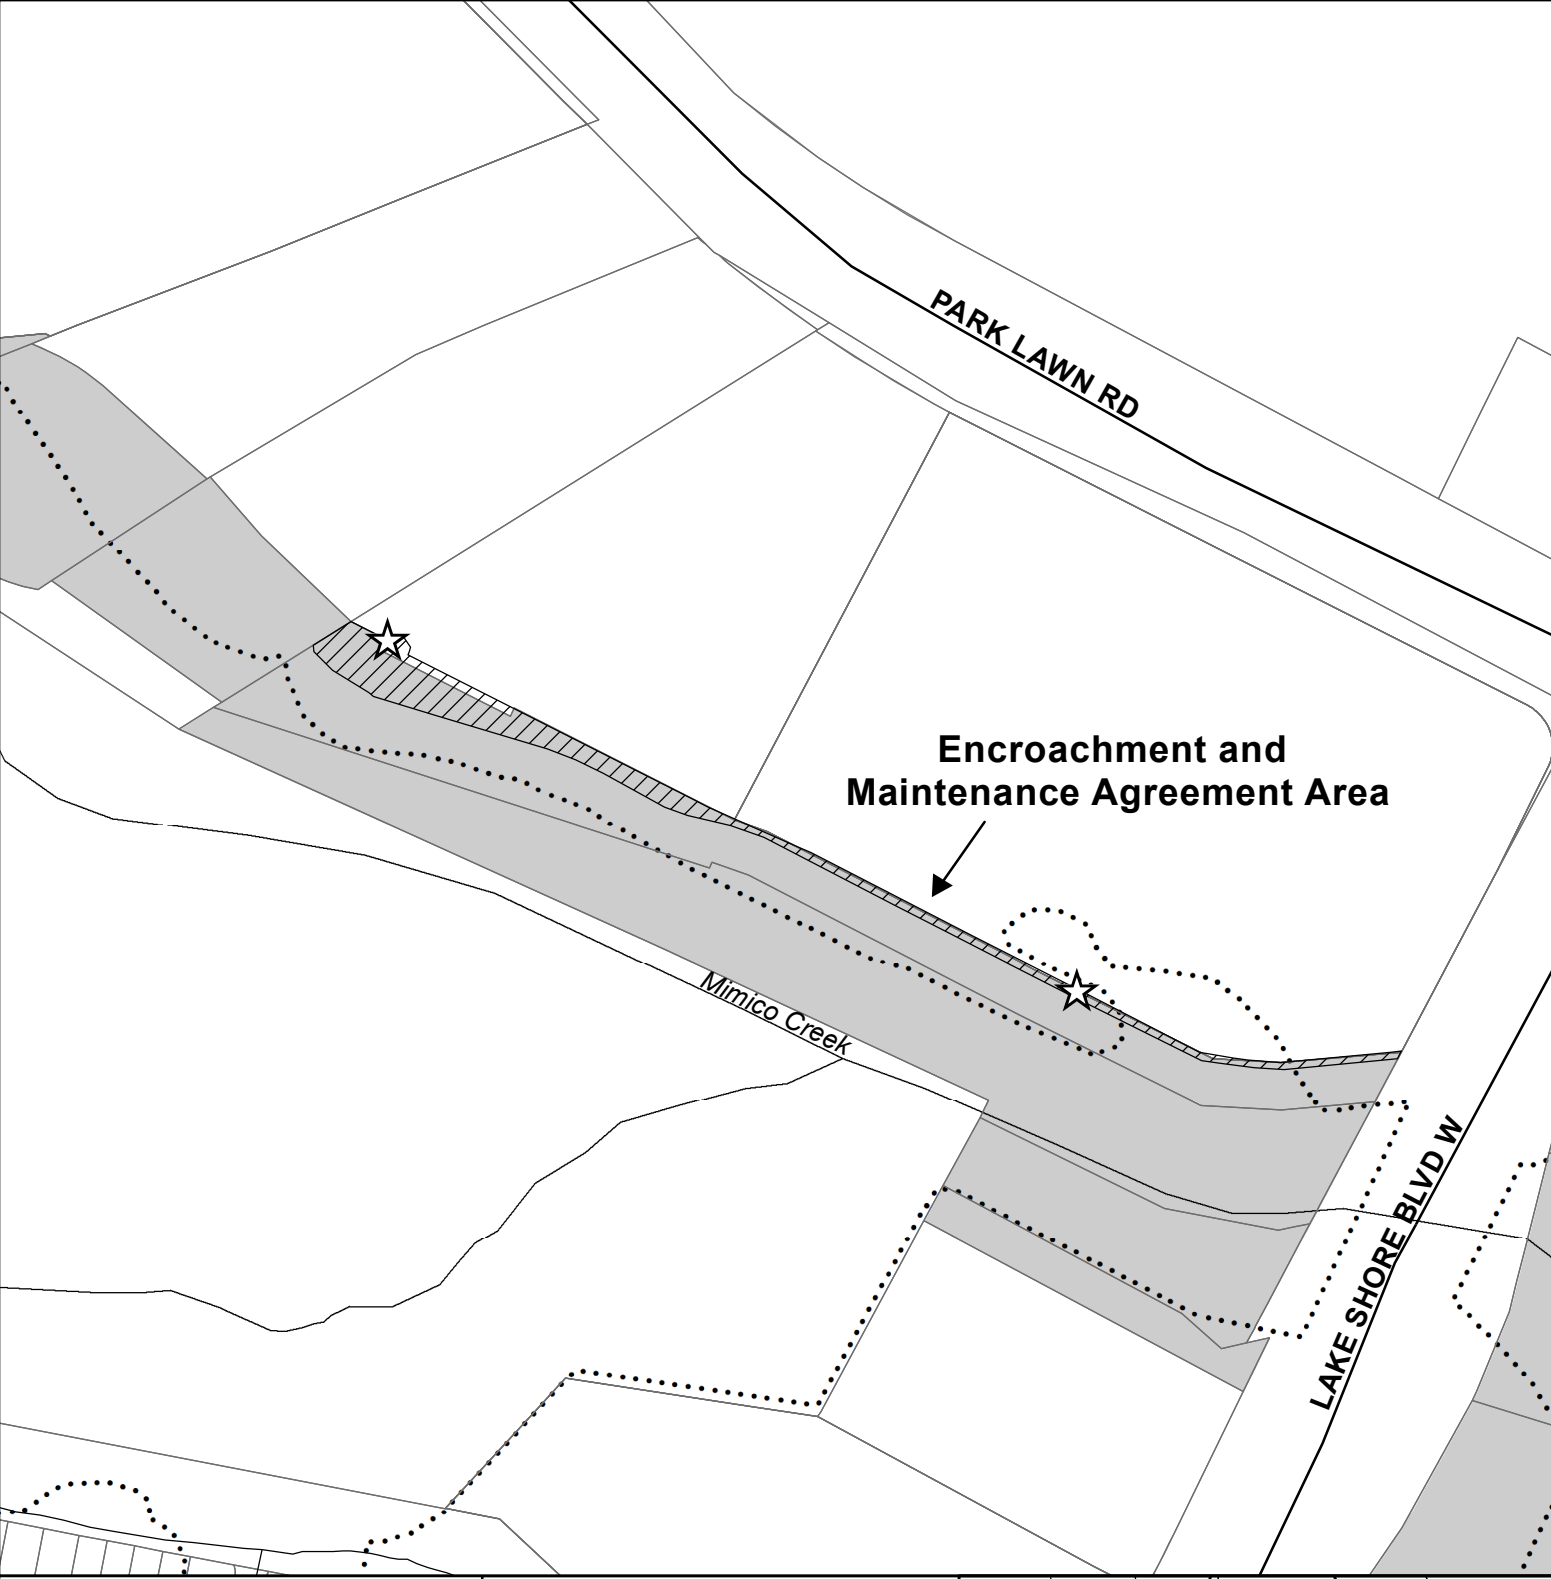 PARK LAWN RD
Encroachment and
Maintenance Agreement Area
Mimico Creek
LAKE SHORE BLVD W